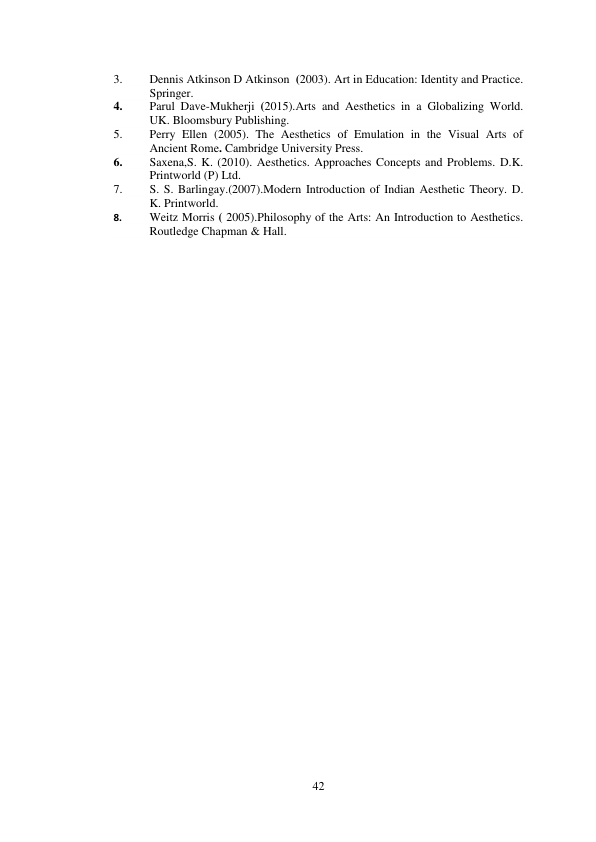 3. Dennis Atkinson D Atkinson (2003). Art in Education: Identity and Practice.
Springer.
4. Parul Dave-Mukherji (2015).Arts and Aesthetics in a Globalizing World.
UK. Bloomsbury Publishing.
5. Perry Ellen (2005). The Aesthetics of Emulation in the Visual Arts of
Ancient Rome. Cambridge University Press.
6. Saxena,S. K. (2010). Aesthetics. Approaches Concepts and Problems. D.K.
Printworld (P) Ltd.
7. S. S. Barlingay.(2007).Modern Introduction of Indian Aesthetic Theory. D.
K. Printworld.
8. Weitz Morris ( 2005).Philosophy of the Arts: An Introduction to Aesthetics.
Routledge Chapman & Hall.
42